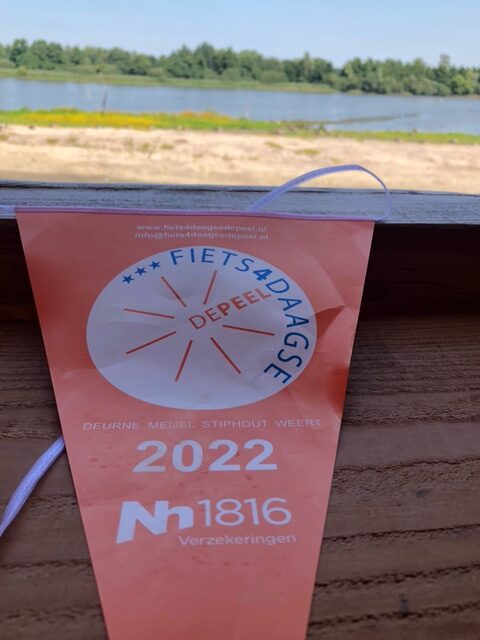 www.fiets4daagsedepeel.nl
info@fiets4daagsedepeel.nl
FIETS4DAAGSE
DEPEEL
DEURNE MEIJEL STIPHOUT WEERT
2022
Nh1816
Verzekeringen